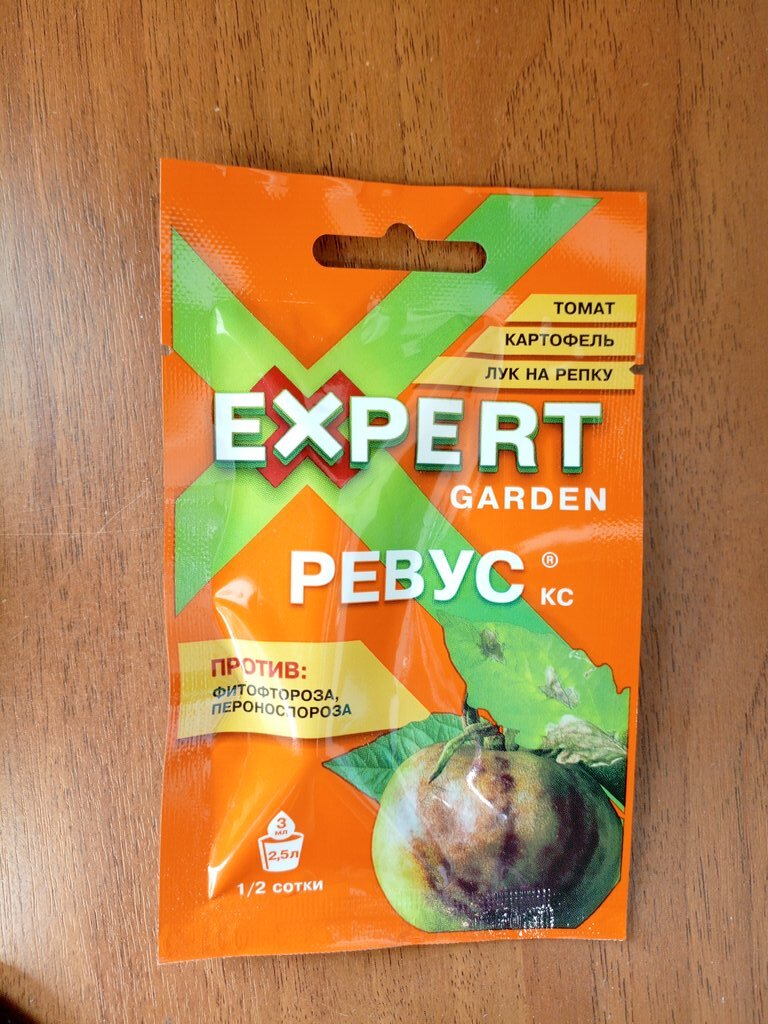 ТОМАТ
КАРТОФЕЛЬ
ЛУК НА РЕПКУ
EXPERT
GARDEN
РЕВУС ®
КС
ПРОТИВ:
ФИТОФТОРОЗА,
ПЕРОНОСПОРОЗА
3
мл
2,5л
1/2 СОТКИ